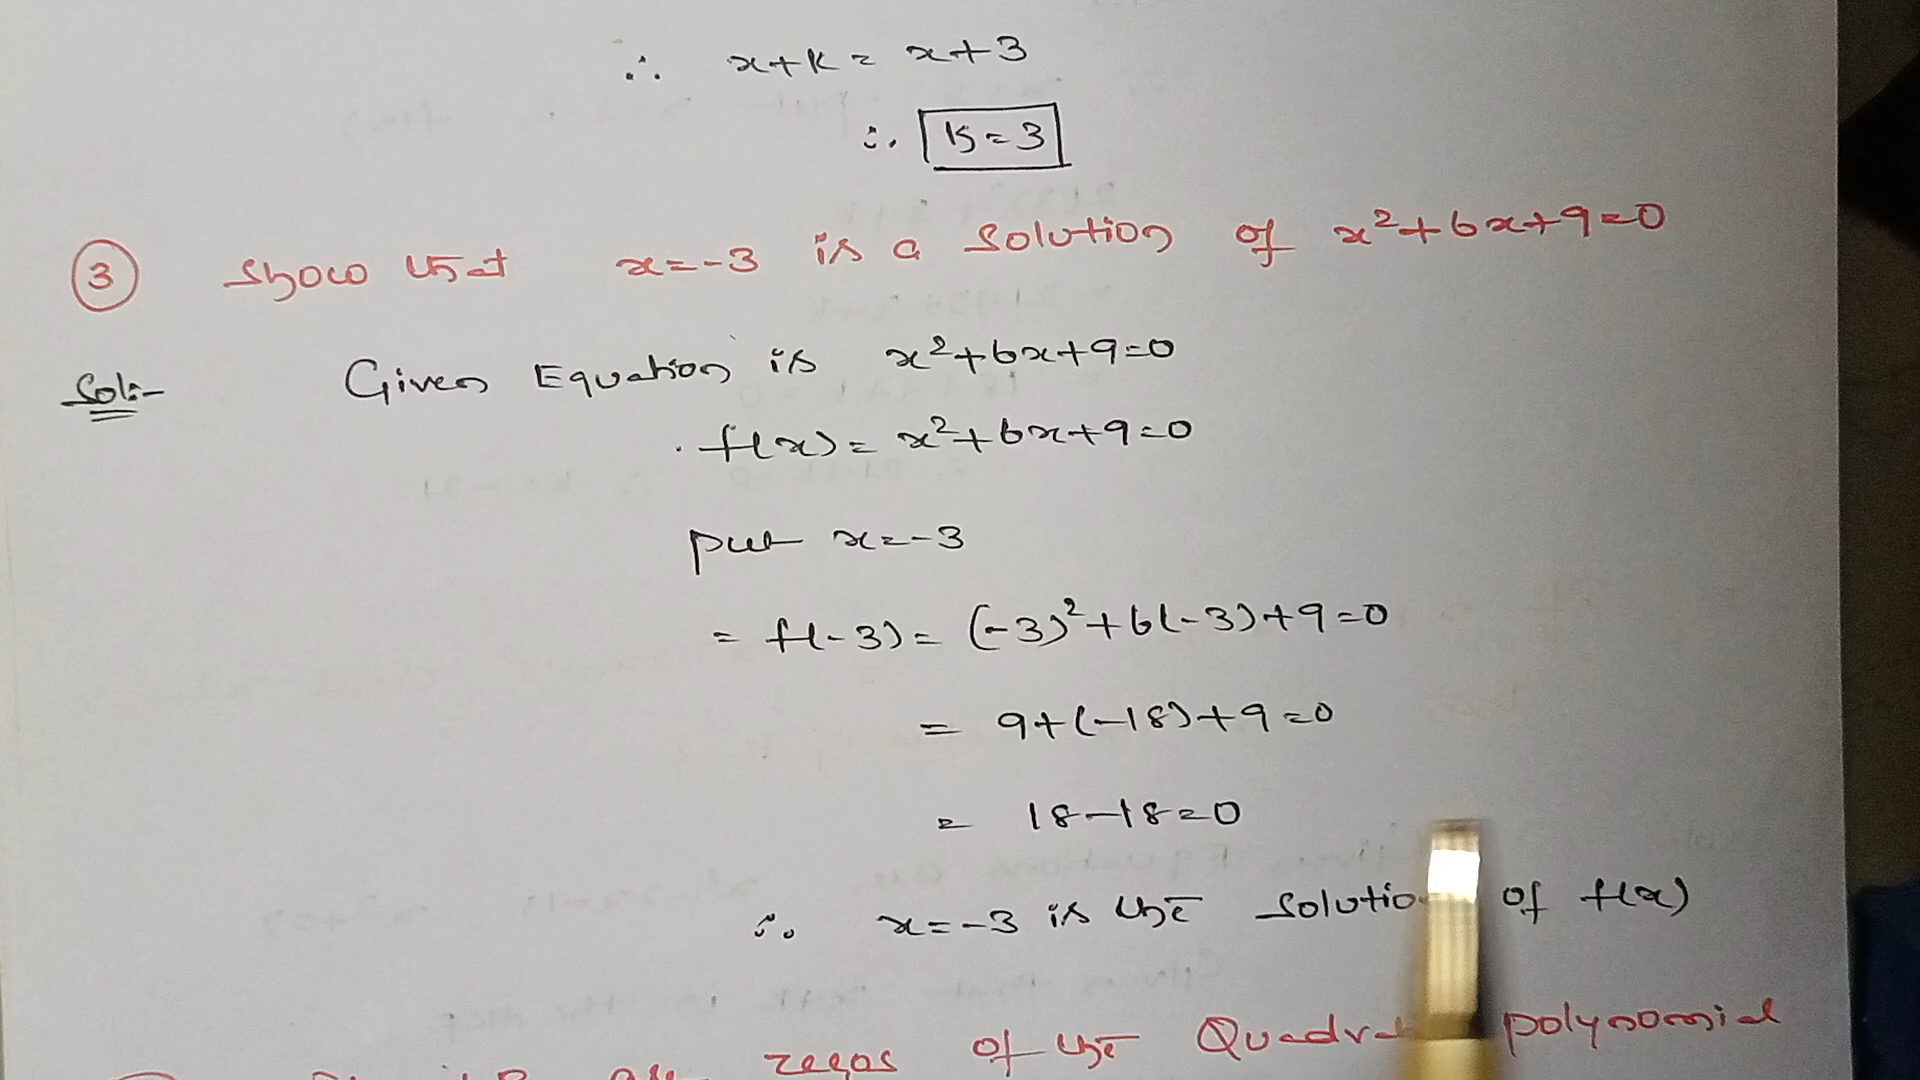 ∴ x+k = x+3
∴ k=3
③ Show that x=-3 is a solution of x²+6x+9=0
Sol:- Given Equation is x²+6x+9=0
f(x)= x²+6x+9=0
put x=-3
= f(-3)= (-3)²+6(-3)+9=0
= 9+(-18)+9=0
= 18-18=0
∴ x=-3 is the solution of f(x)
zeros of the Quadratic polynomial